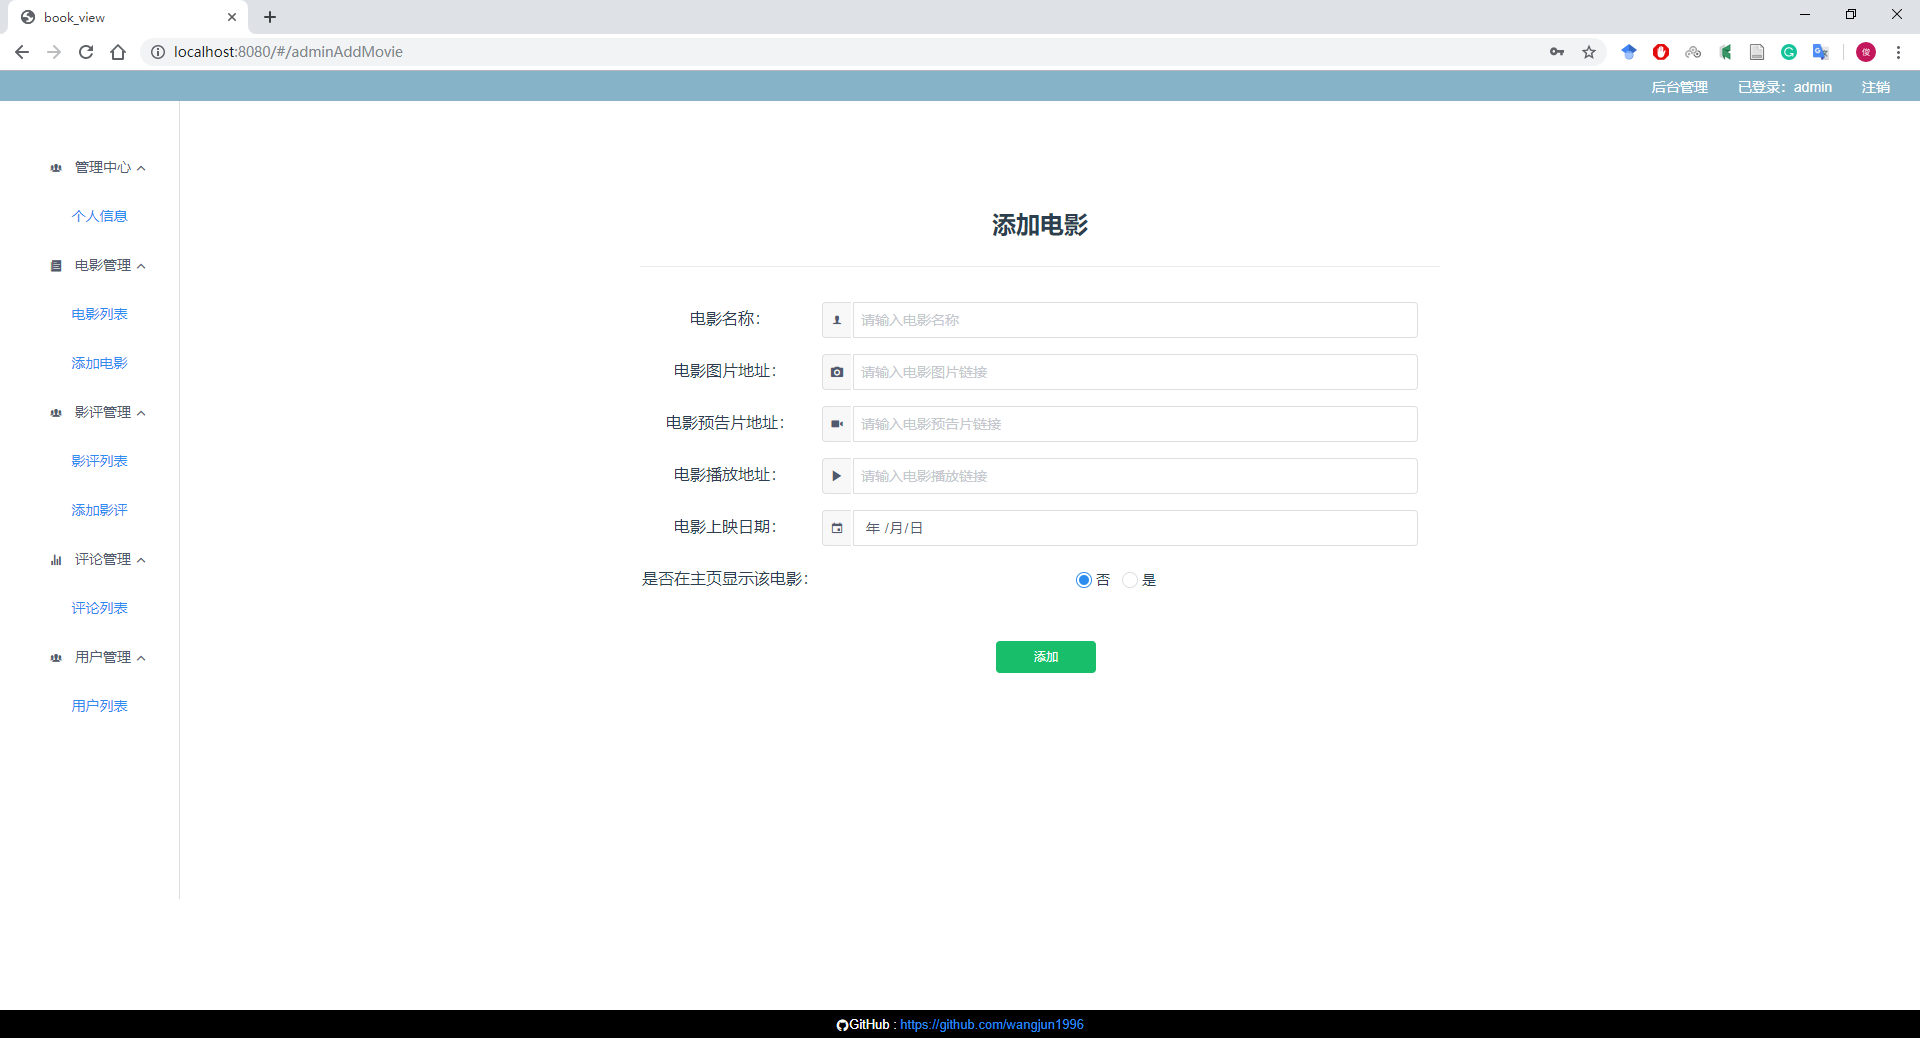 book_view
localhost:8080/#/adminAddMovie
俊
后台管理 已登录：admin 注销
管理中心
个人信息
电影管理
电影列表
添加电影
影评管理
影评列表
添加影评
评论管理
评论列表
用户管理
用户列表
添加电影
电影名称： 请输入电影名称
电影图片地址： 请输入电影图片链接
电影预告片地址： 请输入电影预告片链接
电影播放地址： 请输入电影播放链接
电影上映日期： 年 /月/日
是否在主页显示该电影： 否 是
添加
GitHub : https://github.com/wangjun1996